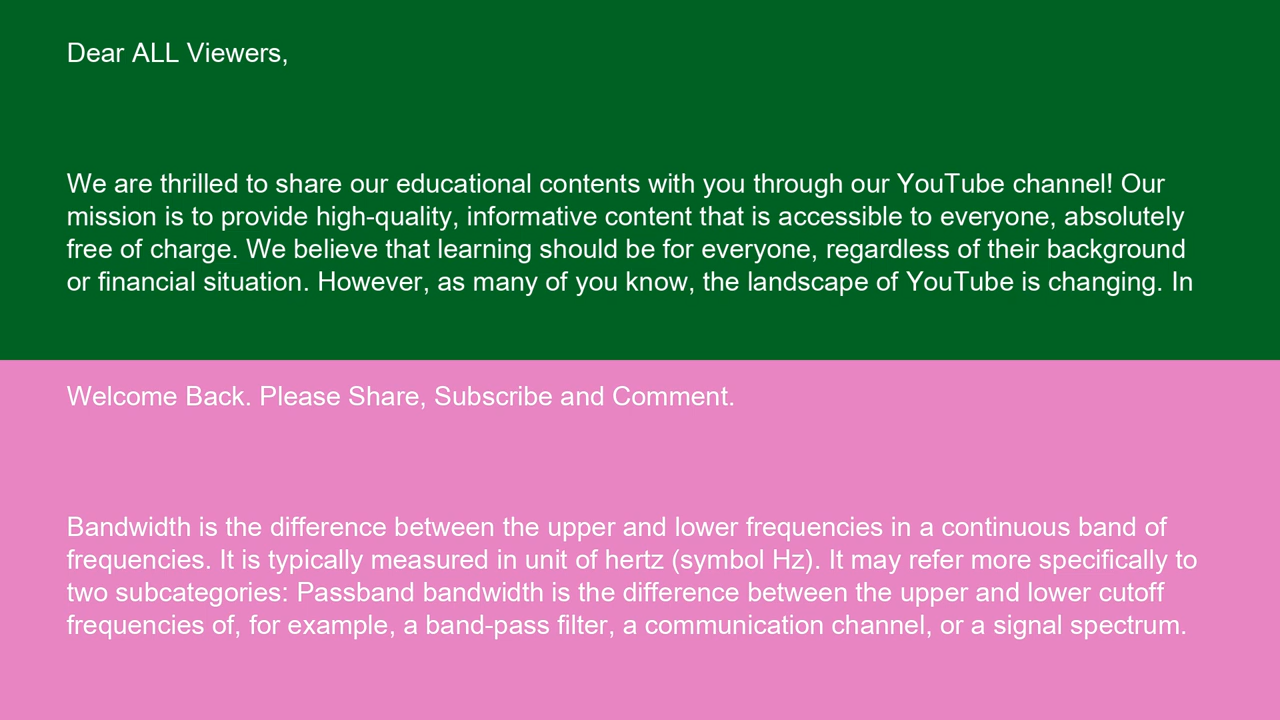 Dear ALL Viewers,
We are thrilled to share our educational contents with you through our YouTube channel! Our
mission is to provide high-quality, informative content that is accessible to everyone, absolutely
free of charge. We believe that learning should be for everyone, regardless of their background
or financial situation. However, as many of you know, the landscape of YouTube is changing. In
Welcome Back. Please Share, Subscribe and Comment.
Bandwidth is the difference between the upper and lower frequencies in a continuous band of
frequencies. It is typically measured in unit of hertz (symbol Hz). It may refer more specifically to
two subcategories: Passband bandwidth is the difference between the upper and lower cutoff
frequencies of, for example, a band-pass filter, a communication channel, or a signal spectrum.